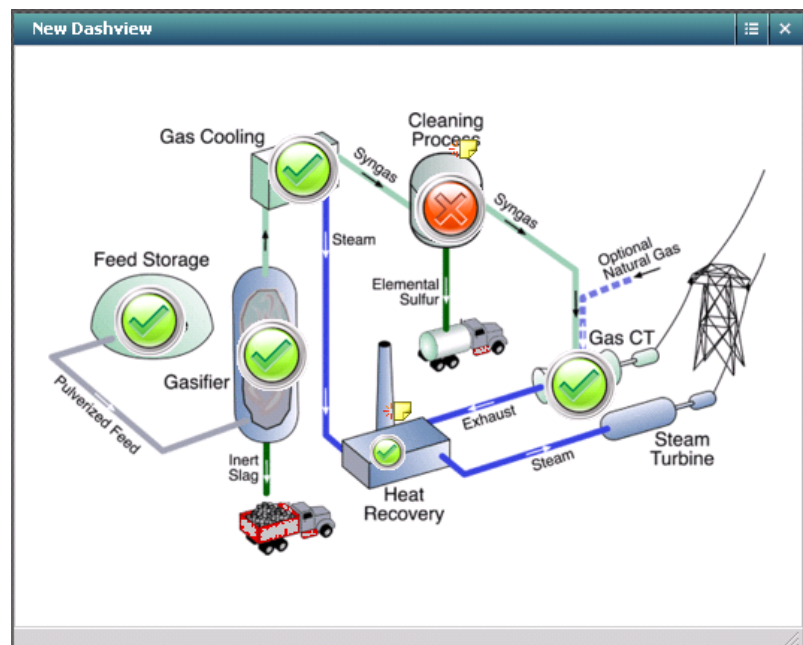 New Dashview
Cleaning
Process
Gas Cooling
Syngas
Syngas
Steam
Optional
Natural Gas
Feed Storage
Elemental
Sulfur
Gas CT
Gasifier
Pulverized Feed
Exhaust
Inert
Slag
Steam
Steam
Turbine
Heat
Recovery